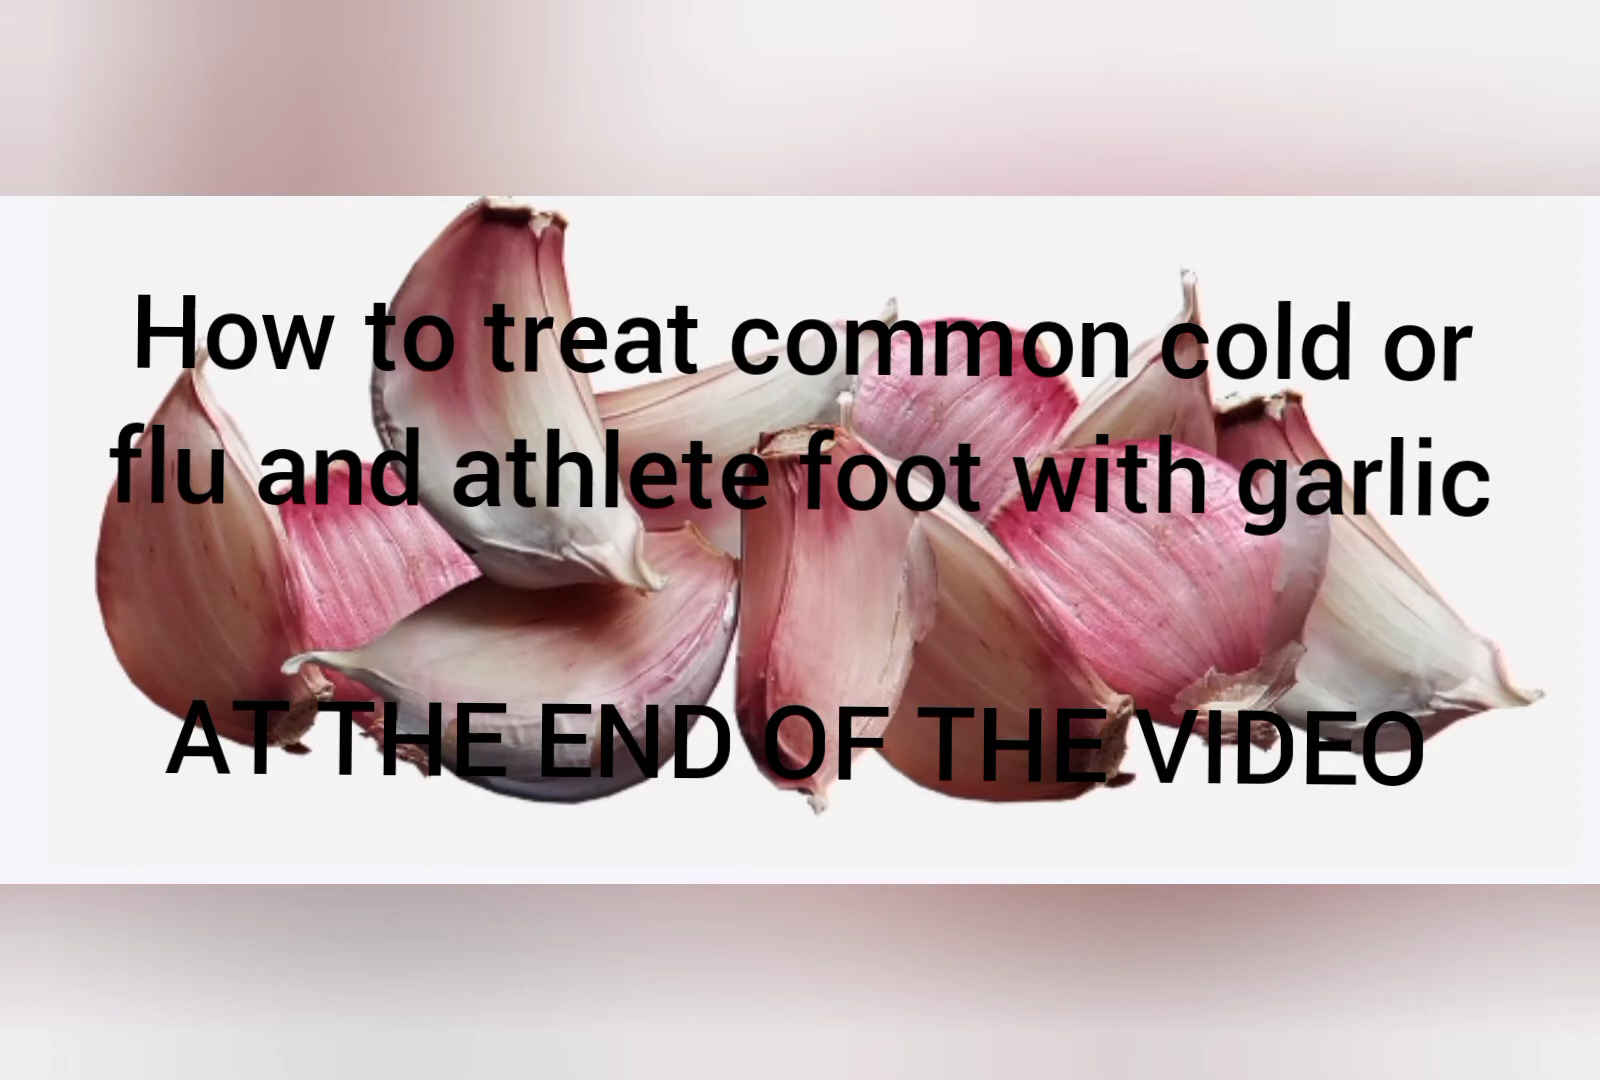 How to treat common cold or
flu and athlete foot with garlic
AT THE END OF THE VIDEO